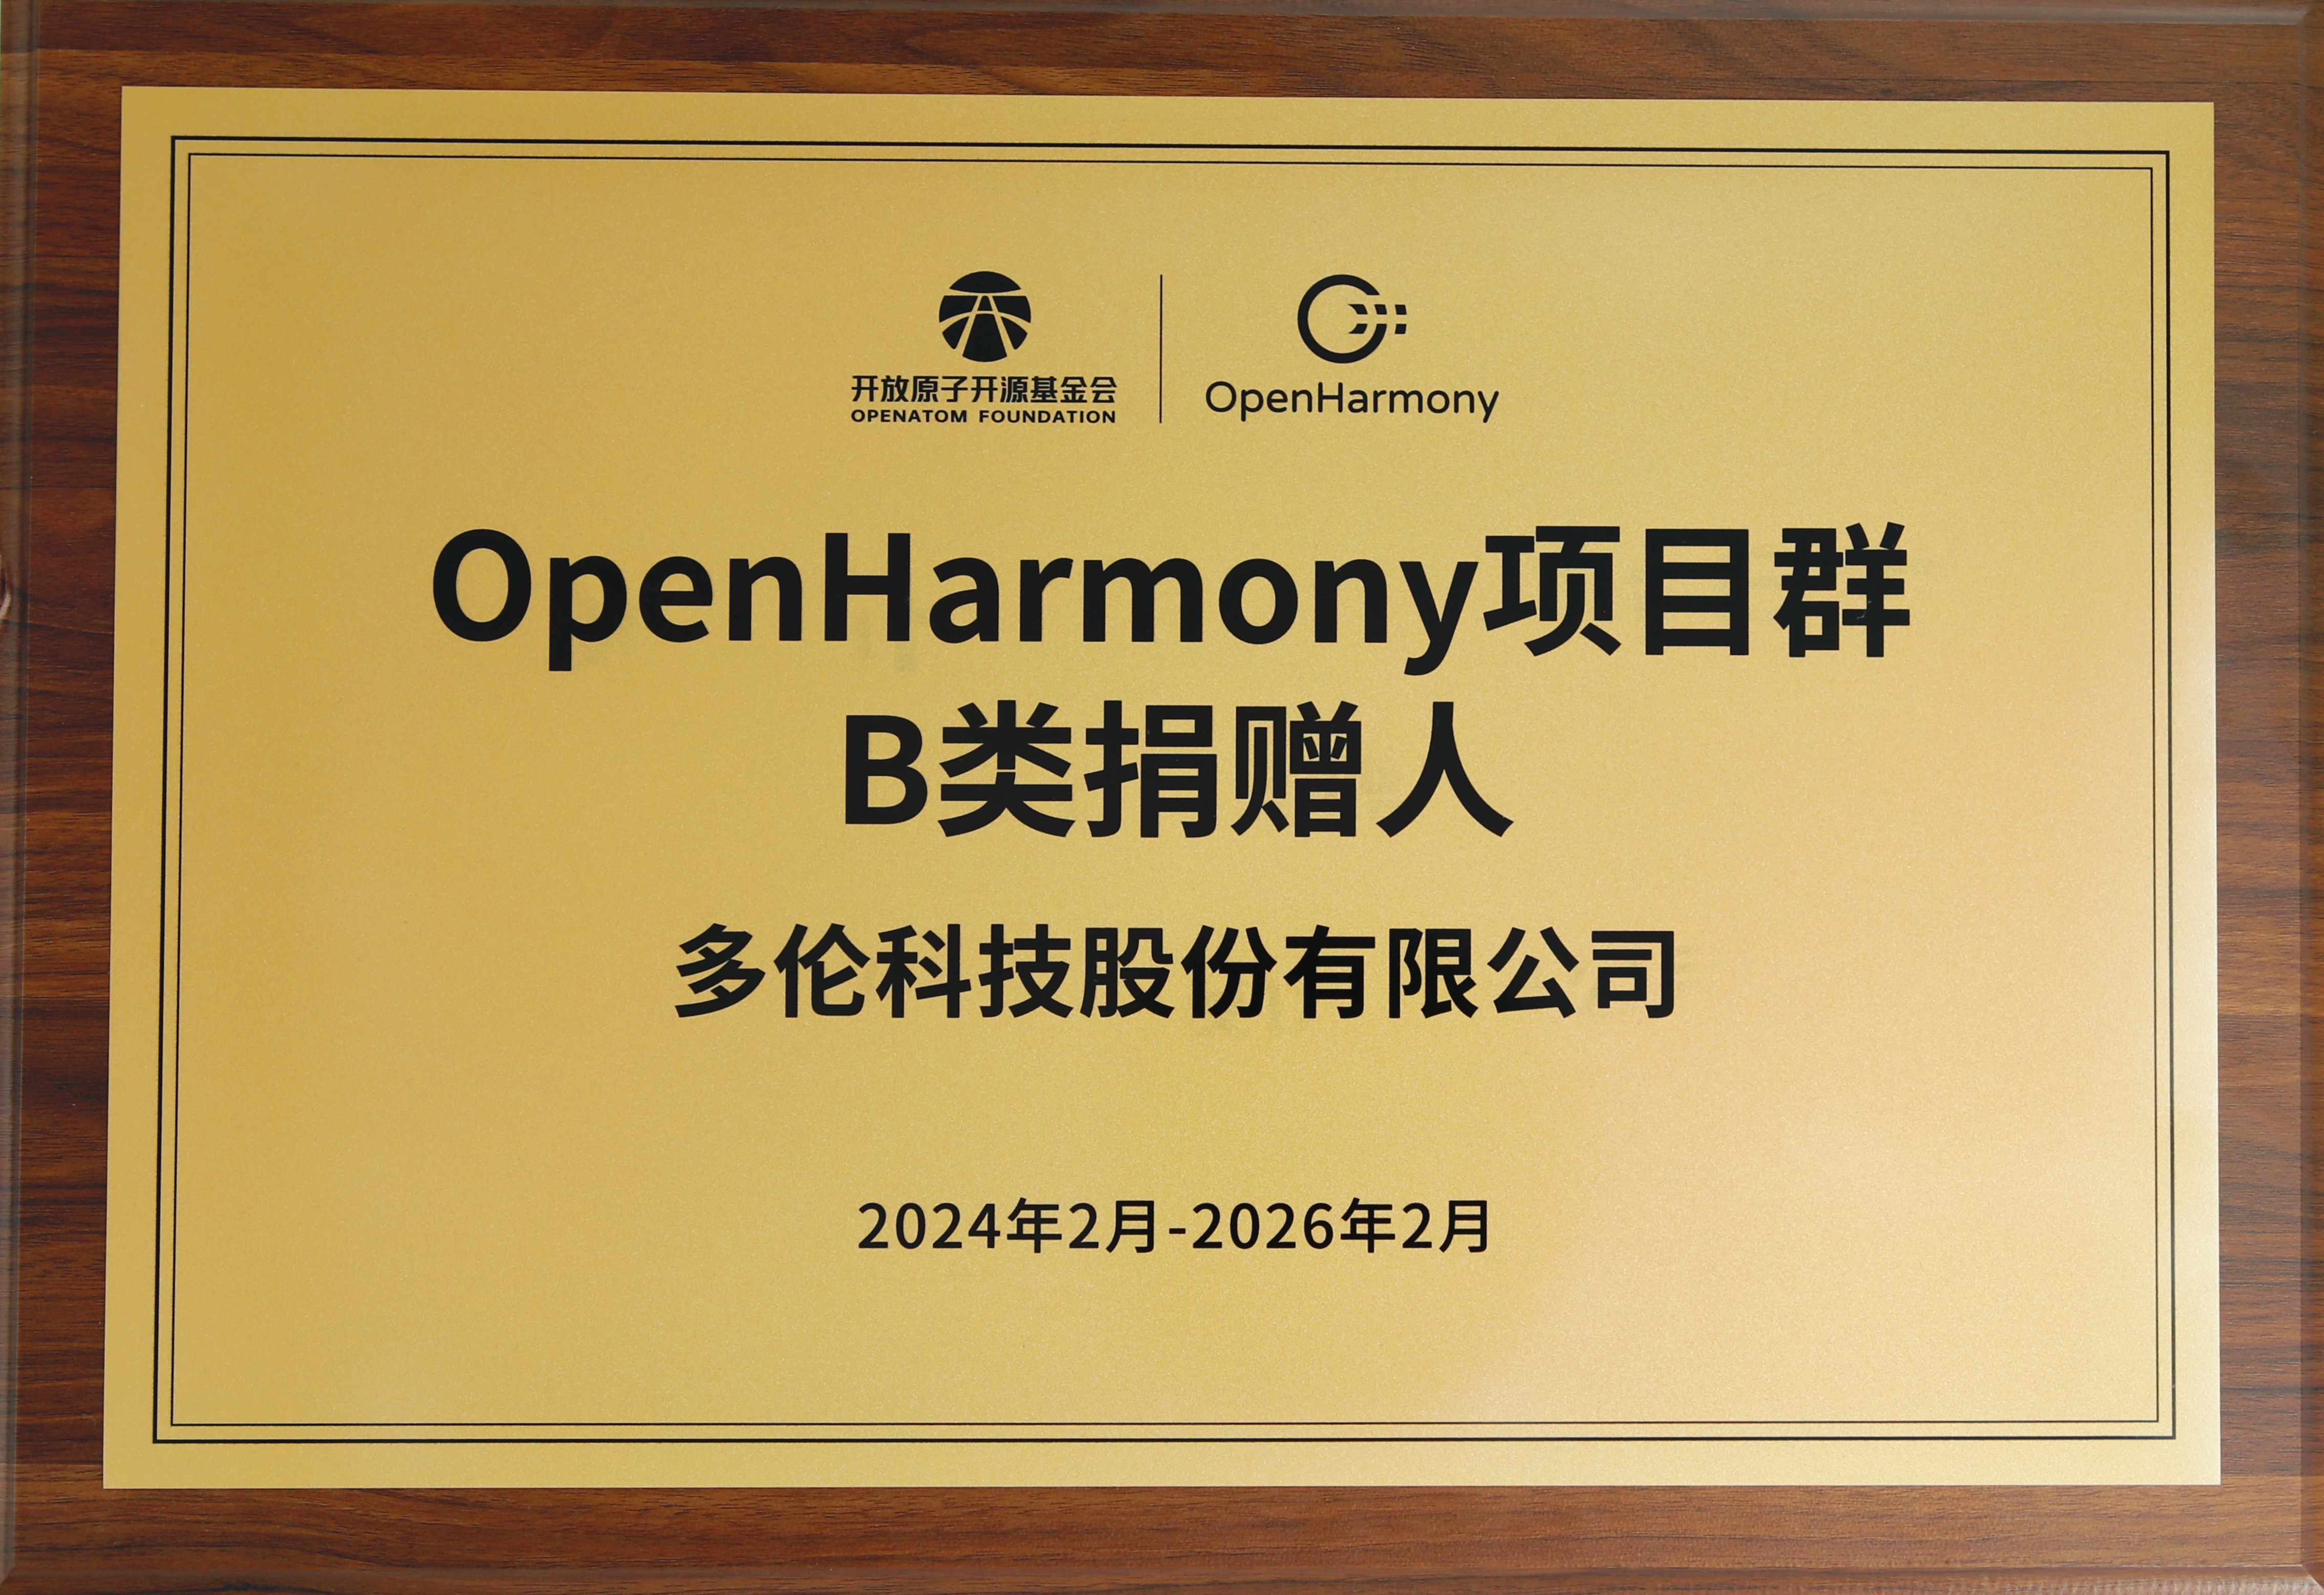 开放原子开源基金会
OPENATOM FOUNDATION
OpenHarmony
OpenHarmony项目群
B类捐赠人
多伦科技股份有限公司
2024年2月-2026年2月